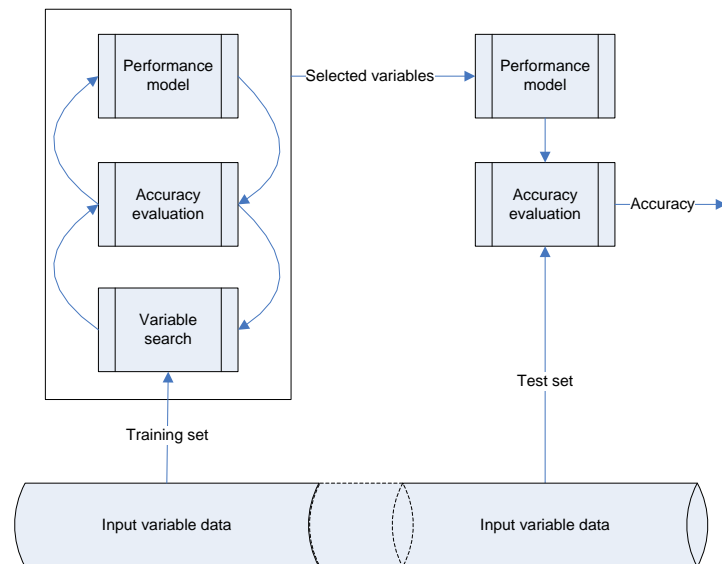 Performance
model
Selected variables
Performance
model
Accuracy
evaluation
Accuracy
evaluation
Accuracy
Variable
search
Test set
Training set
Input variable data
Input variable data